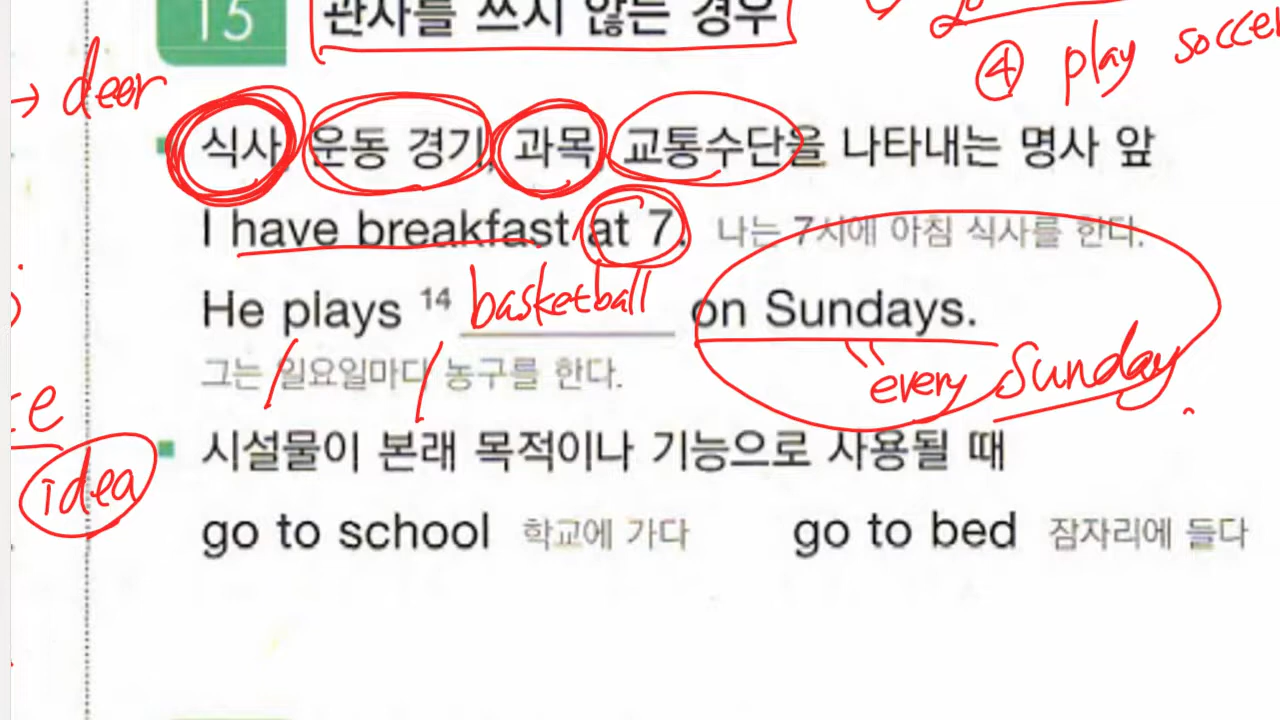 15 관사를 쓰지 않는 경우
④ play soccer
→ deer
식사, 운동 경기, 과목, 교통수단을 나타내는 명사 앞
I have breakfast at 7. 나는 7시에 아침 식사를 한다.
He plays 14 basketball on Sundays.
그는 일요일마다 농구를 한다.
every Sunday.
idea
시설물이 본래 목적이나 기능으로 사용될 때
go to school 학교에 가다 go to bed 잠자리에 들다